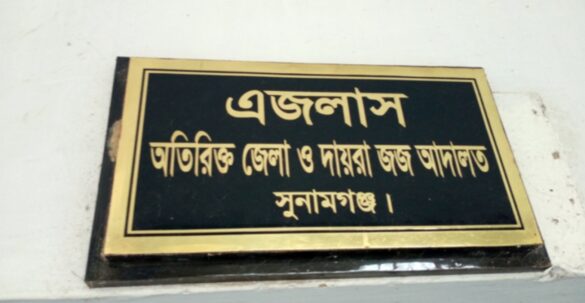 এজলাস
অতিরিক্ত জেলা ও দায়রা জজ আদালত
সুনামগঞ্জ।